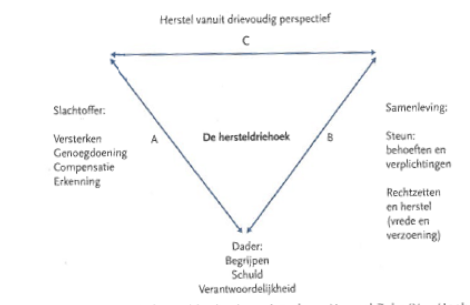 Herstel vanuit drievoudig perspectief
C
Slachtoffer:
Versterken
Genoegdoening
Compensatie
Erkenning
A
De hersteldriehoek
B
Samenleving:
Steun:
behoeften en
verplichtingen
Rechtzetten
en herstel
(vrede en
verzoening)
Dader:
Begrijpen
Schuld
Verantwoordelijkheid